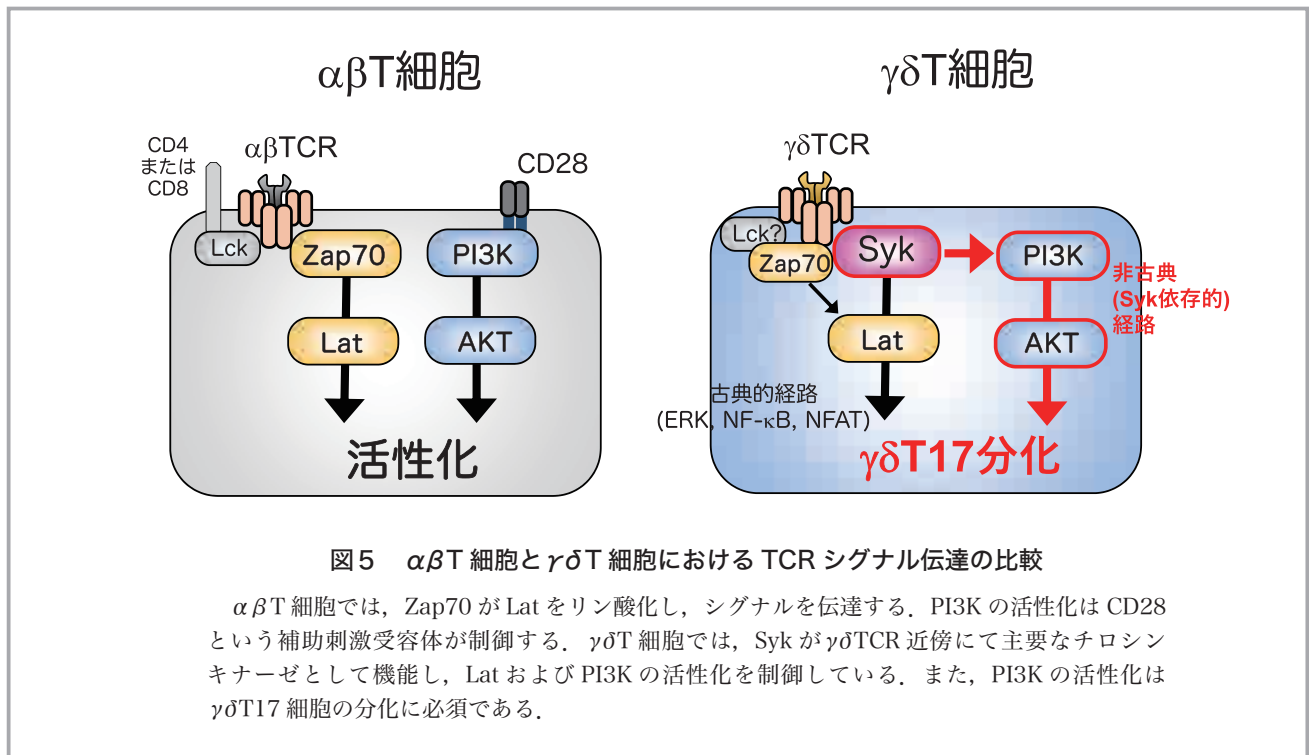 αβT細胞
CD4
または
CD8
αβTCR
CD28
Lck
Zap70
PI3K
Lat
AKT
活性化
γδT細胞
γδTCR
Lck?
Zap70
Syk
PI3K
非古典
(Syk依存的)
経路
Lat
AKT
古典的経路
(ERK, NF-κB, NFAT)
γδT17分化
図5 αβT 細胞とγδT 細胞における TCR シグナル伝達の比較
αβT 細胞では，Zap70 が Lat をリン酸化し，シグナルを伝達する．PI3K の活性化は CD28
という補助刺激受容体が制御する．γδT 細胞では，Syk がγδTCR 近傍にて主要なチロシン
キナーゼとして機能し，Lat および PI3K の活性化を制御している．また，PI3K の活性化は
γδT17 細胞の分化に必須である．